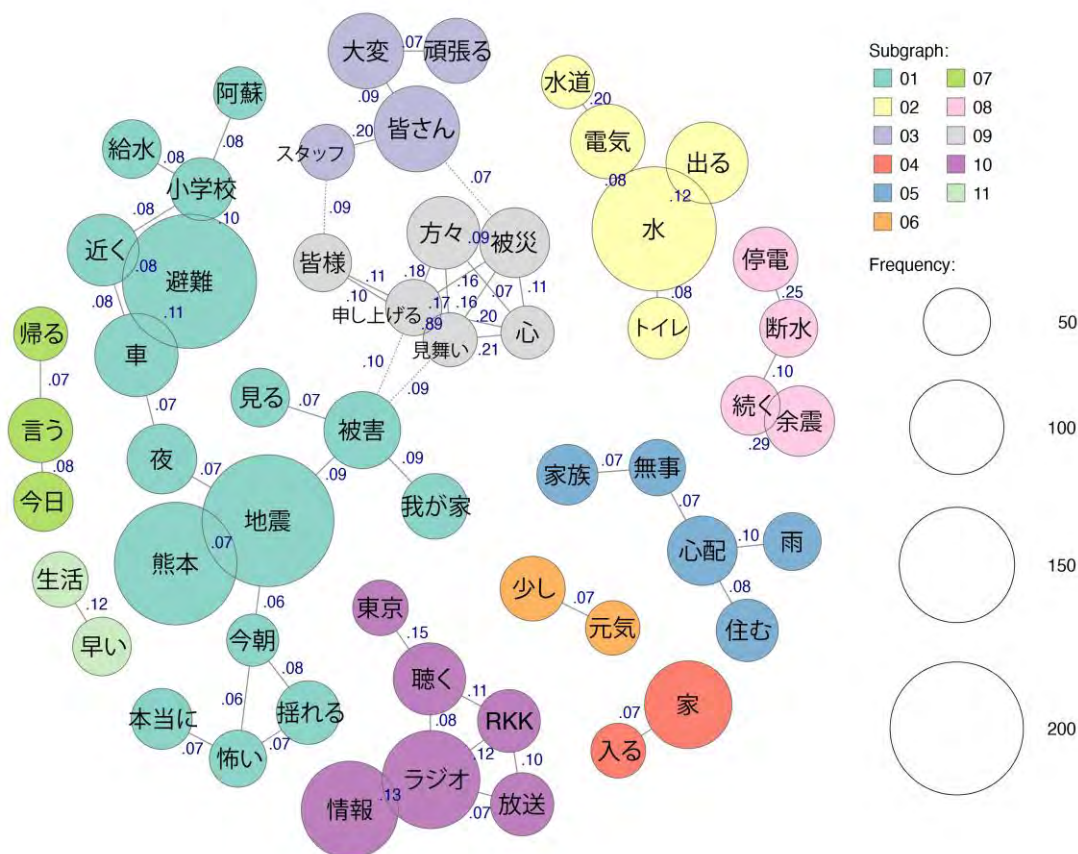 大変
.07
頑張る
.09
皆さん
.20
スタッフ
.07
.09
阿蘇
.08
給水
.08
小学校
.08
.10
近く
.08
避難
.08
.11
車
.07
夜
.07
帰る
.07
言う
.08
今日
方々
.09
被災
皆様
.11
.10
.18
.16
.07
.11
申し上げる
.17
.89
.16
.20
心
見舞い
.21
.10
.09
見る
.07
被害
.09
.09
我が家
地震
.07
熊本
.06
今朝
.08
.06
揺れる
本当に
.07
怖い
.07
生活
.12
早い
水道
.20
電気
出る
.08
.12
水
.08
トイレ
停電
.25
断水
.10
続く
余震
.29
家族
.07
無事
.07
心配
.10
雨
.08
住む
少し
.07
元気
家
.07
入る
東京
.15
聴く
.11
RKK
.08
.12
.10
ラジオ
.07
放送
.13
情報
Subgraph:
01 07
02 08
03 09
04 10
05 11
06
Frequency:
50
100
150
200